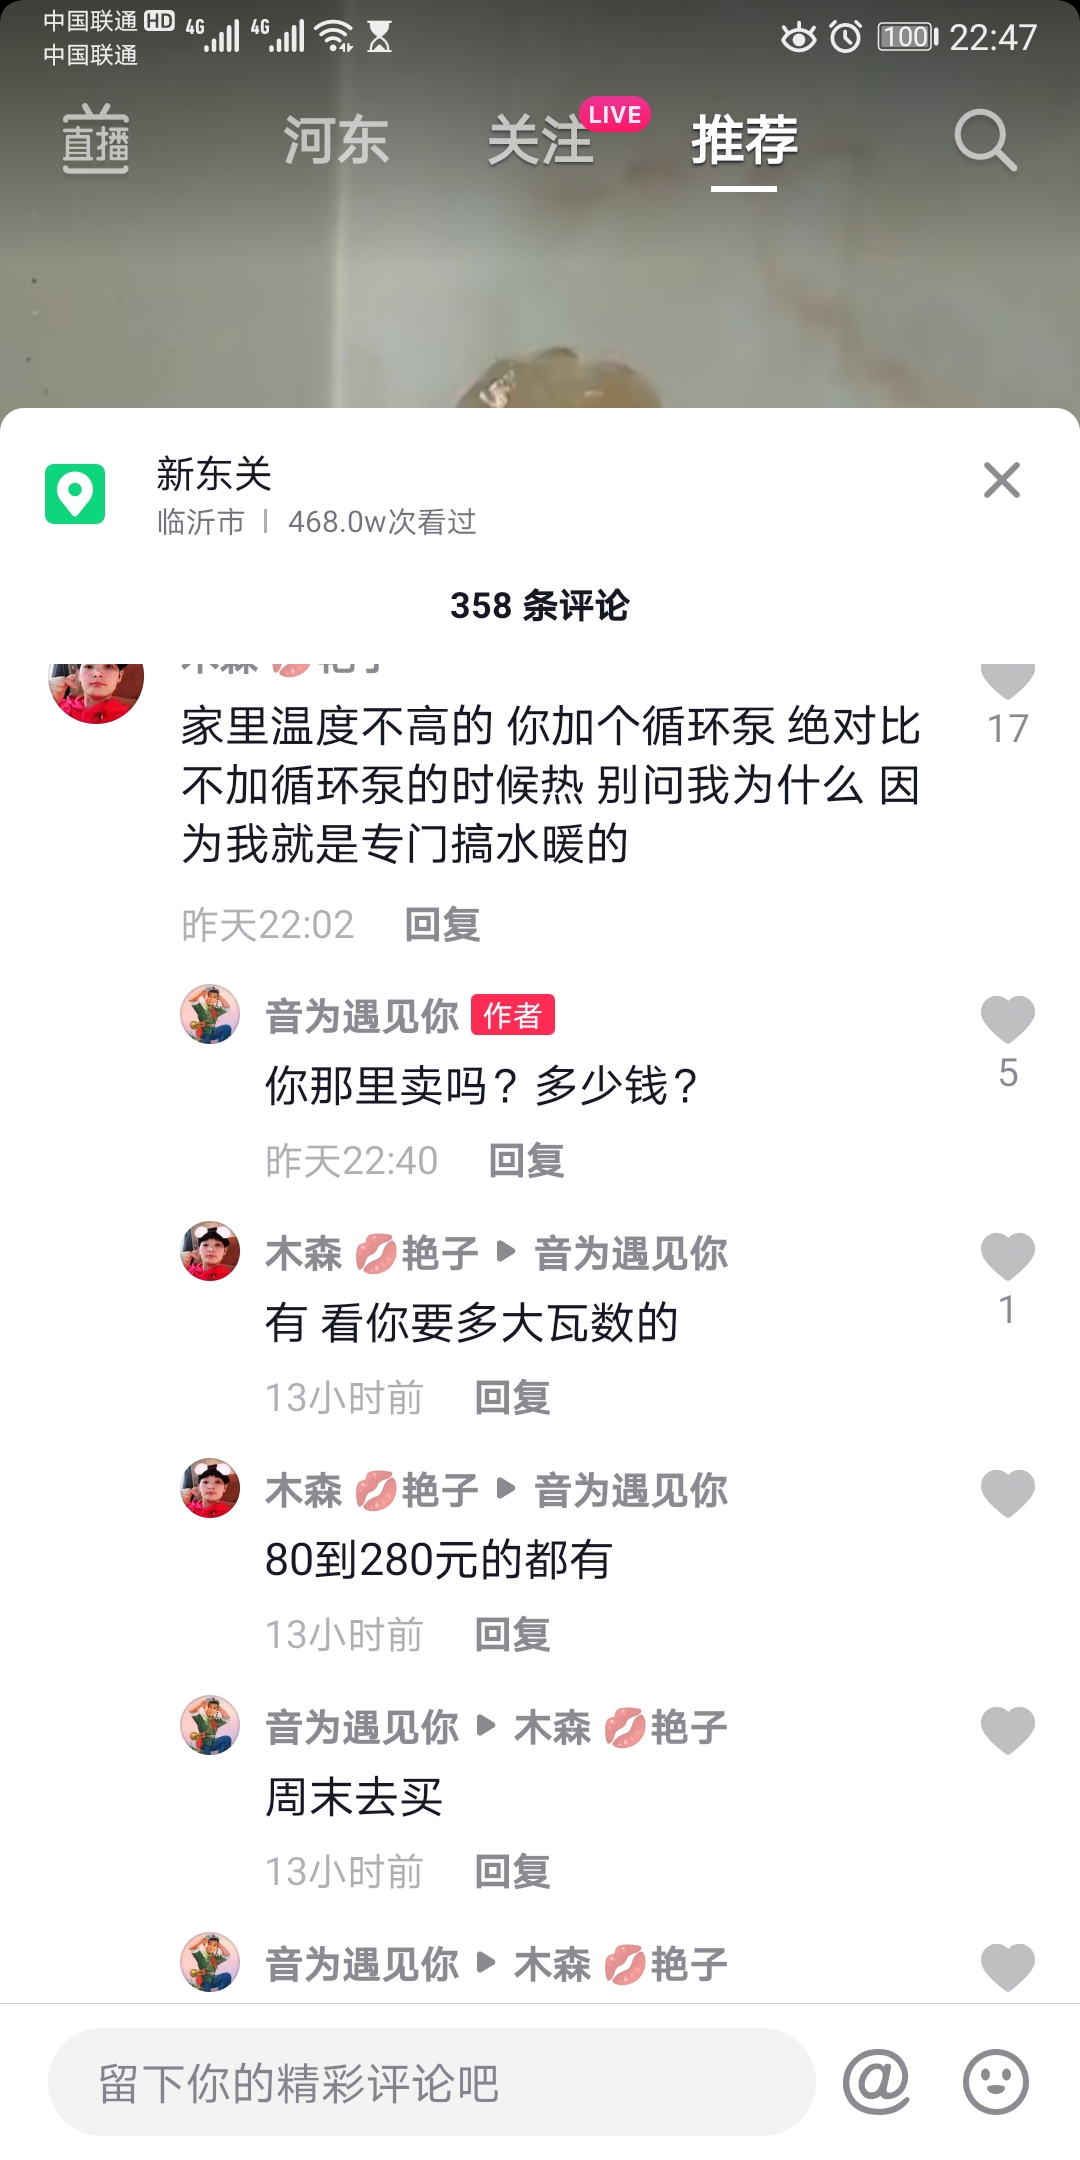 中国联通 HD 4G 4G 100 22:47
中国联通
直播 河东 关注 LIVE 推荐
新东关
临沂市 | 468.0w次看过
358 条评论
木森 💋艳子
家里温度不高的 你加个循环泵 绝对比 17
不加循环泵的时候热 别问我为什么 因
为我就是专门搞水暖的
昨天22:02 回复
音为遇见你 作者
你那里卖吗？多少钱？ 5
昨天22:40 回复
木森 💋艳子 ▶ 音为遇见你
有 看你要多大瓦数的 1
13小时前 回复
木森 💋艳子 ▶ 音为遇见你
80到280元的都有
13小时前 回复
音为遇见你 ▶ 木森 💋艳子
周末去买
13小时前 回复
音为遇见你 ▶ 木森 💋艳子
留下你的精彩评论吧 @